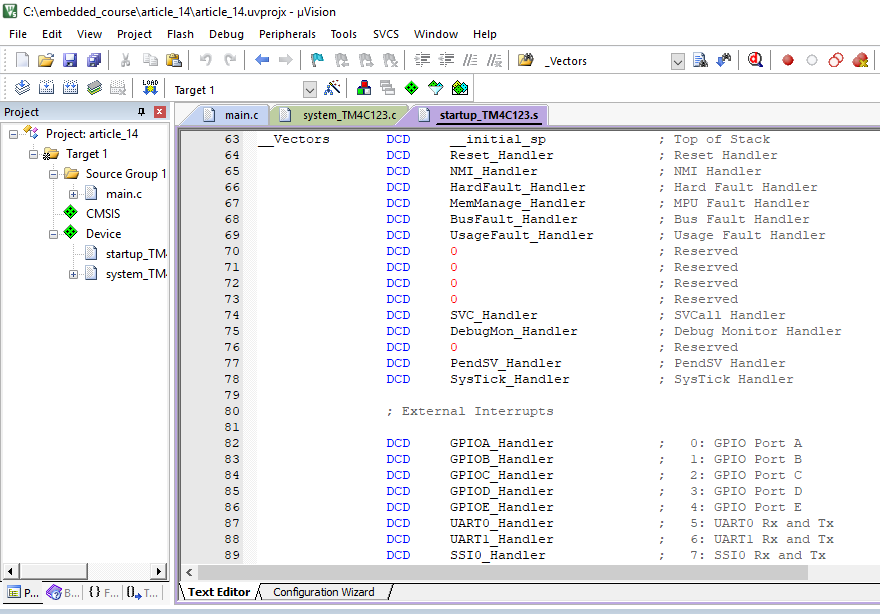 C:\embedded_course\article_14\article_14.uvprojx - µVision
File Edit View Project Flash Debug Peripherals Tools SVCS Window Help
_Vectors
LOAD Target 1
Project
main.c system_TM4C123.c startup_TM4C123.s
Project: article_14
Target 1
Source Group 1
main.c
CMSIS
Device
startup_TM4
system_TM4
63 __Vectors DCD __initial_sp ; Top of Stack
64 DCD Reset_Handler ; Reset Handler
65 DCD NMI_Handler ; NMI Handler
66 DCD HardFault_Handler ; Hard Fault Handler
67 DCD MemManage_Handler ; MPU Fault Handler
68 DCD BusFault_Handler ; Bus Fault Handler
69 DCD UsageFault_Handler ; Usage Fault Handler
70 DCD 0 ; Reserved
71 DCD 0 ; Reserved
72 DCD 0 ; Reserved
73 DCD 0 ; Reserved
74 DCD SVC_Handler ; SVCall Handler
75 DCD DebugMon_Handler ; Debug Monitor Handler
76 DCD 0 ; Reserved
77 DCD PendSV_Handler ; PendSV Handler
78 DCD SysTick_Handler ; SysTick Handler
79
80 ; External Interrupts
81
82 DCD GPIOA_Handler ; 0: GPIO Port A
83 DCD GPIOB_Handler ; 1: GPIO Port B
84 DCD GPIOC_Handler ; 2: GPIO Port C
85 DCD GPIOD_Handler ; 3: GPIO Port D
86 DCD GPIOE_Handler ; 4: GPIO Port E
87 DCD UART0_Handler ; 5: UART0 Rx and Tx
88 DCD UART1_Handler ; 6: UART1 Rx and Tx
89 DCD SSI0_Handler ; 7: SSI0 Rx and Tx
P... B... {} F... 0. T...
Text Editor Configuration Wizard